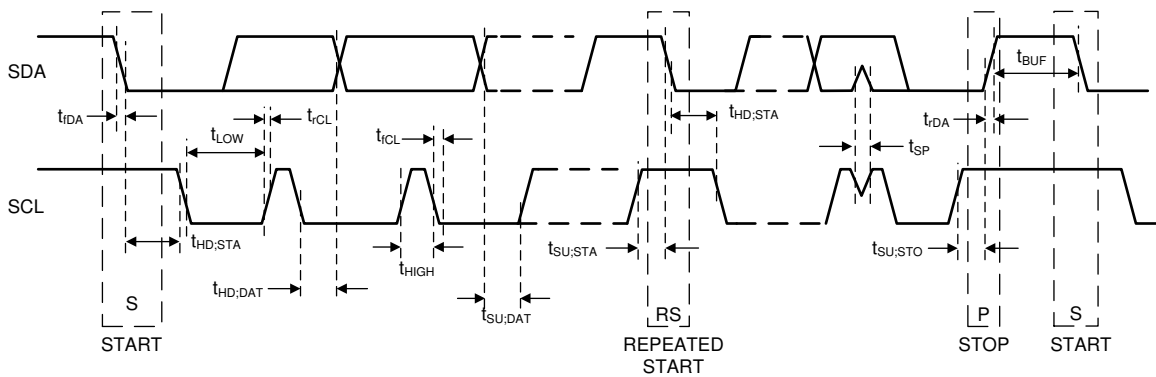 SDA
t_BUF
t_fDA
t_LOW
t_rCL
t_fCL
t_HD;STA
t_SP
t_rDA
SCL
t_HD;STA
t_HD;DAT
t_HIGH
t_SU;DAT
t_SU;STA
t_SU;STO
S
RS
P
S
START
REPEATED
START
STOP
START